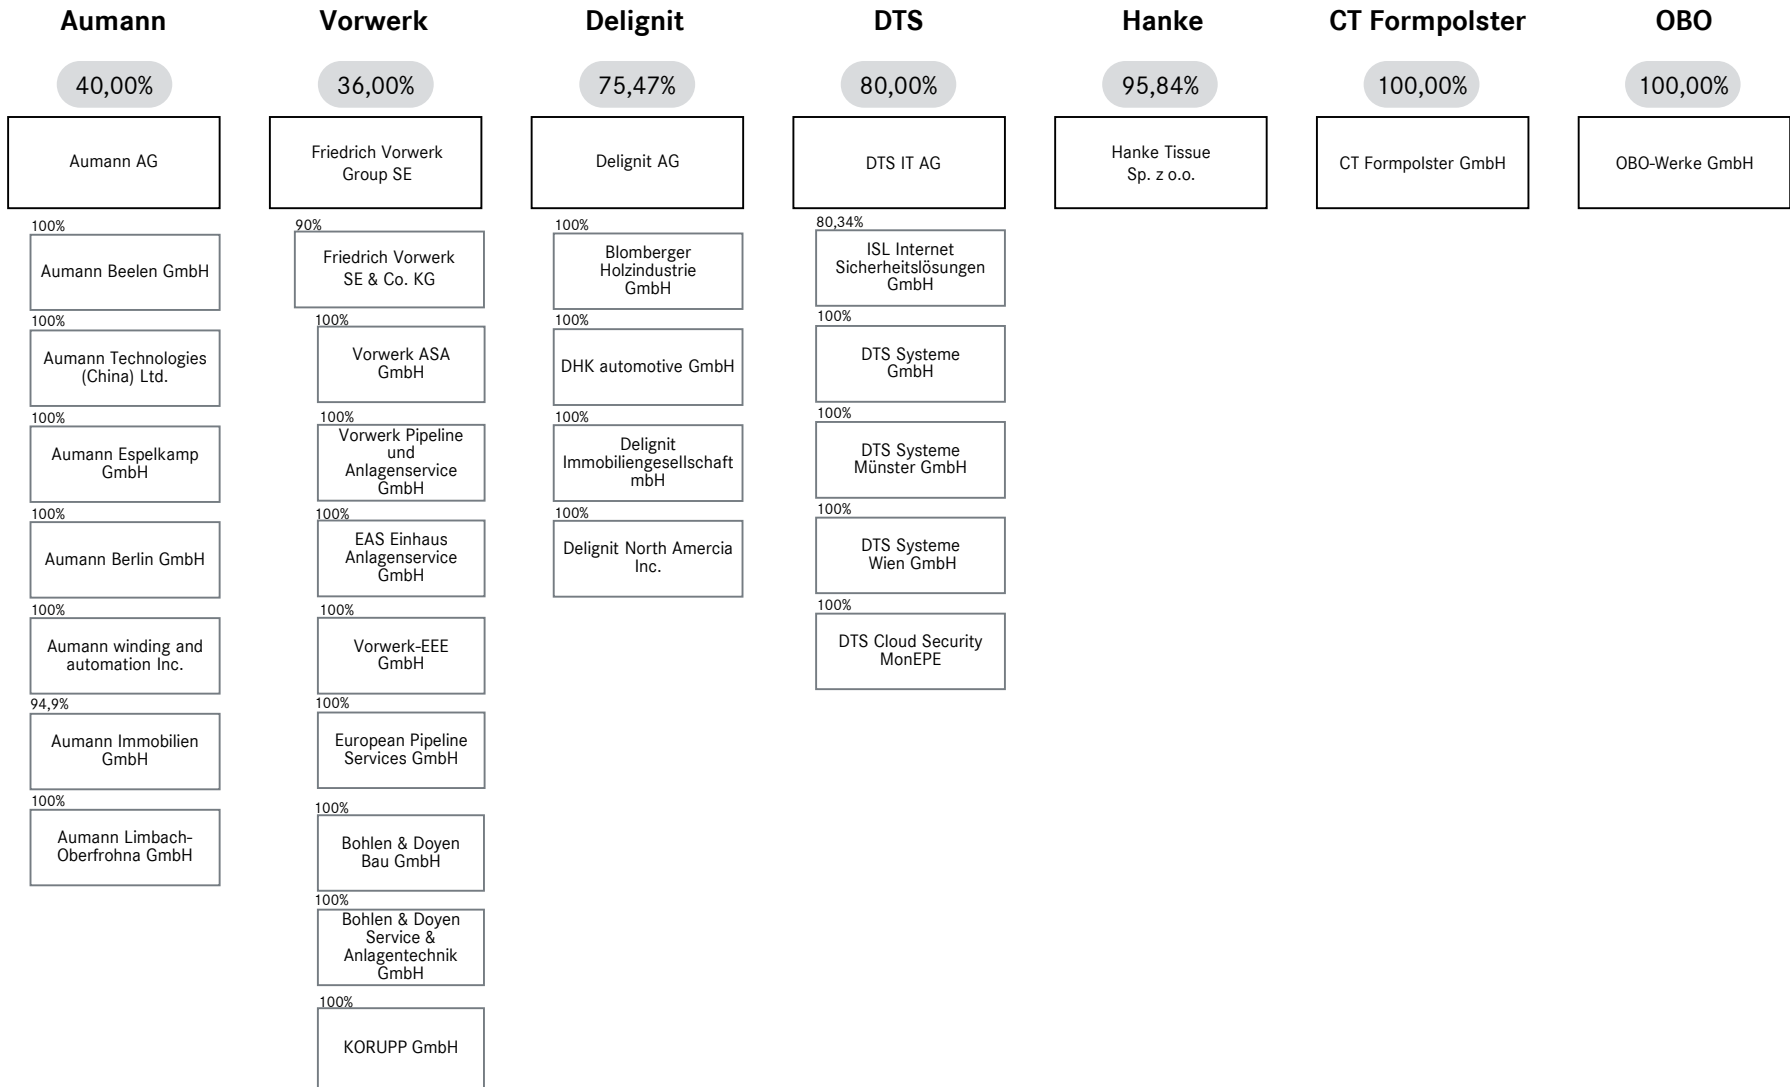 Aumann
40,00%
Aumann AG
100%
Aumann Beelen GmbH
100%
Aumann Technologies
(China) Ltd.
100%
Aumann Espelkamp
GmbH
100%
Aumann Berlin GmbH
100%
Aumann winding and
automation Inc.
94,9%
Aumann Immobilien
GmbH
100%
Aumann Limbach-
Oberfrohna GmbH
Vorwerk
36,00%
Friedrich Vorwerk
Group SE
90%
Friedrich Vorwerk
SE & Co. KG
100%
Vorwerk ASA
GmbH
100%
Vorwerk Pipeline
und
Anlagenservice
GmbH
100%
EAS Einhaus
Anlagenservice
GmbH
100%
Vorwerk-EEE
GmbH
100%
European Pipeline
Services GmbH
100%
Bohlen & Doyen
Bau GmbH
100%
Bohlen & Doyen
Service &
Anlagentechnik
GmbH
100%
KORUPP GmbH
Delignit
75,47%
Delignit AG
100%
Blomberger
Holzindustrie
GmbH
100%
DHK automotive GmbH
100%
Delignit
Immobiliengesellschaft
mbH
100%
Delignit North Amercia
Inc.
DTS
80,00%
DTS IT AG
80,34%
ISL Internet
Sicherheitslösungen
GmbH
100%
DTS Systeme
GmbH
100%
DTS Systeme
Münster GmbH
100%
DTS Systeme
Wien GmbH
100%
DTS Cloud Security
MonEPE
Hanke
95,84%
Hanke Tissue
Sp. z o.o.
CT Formpolster
100,00%
CT Formpolster GmbH
OBO
100,00%
OBO-Werke GmbH